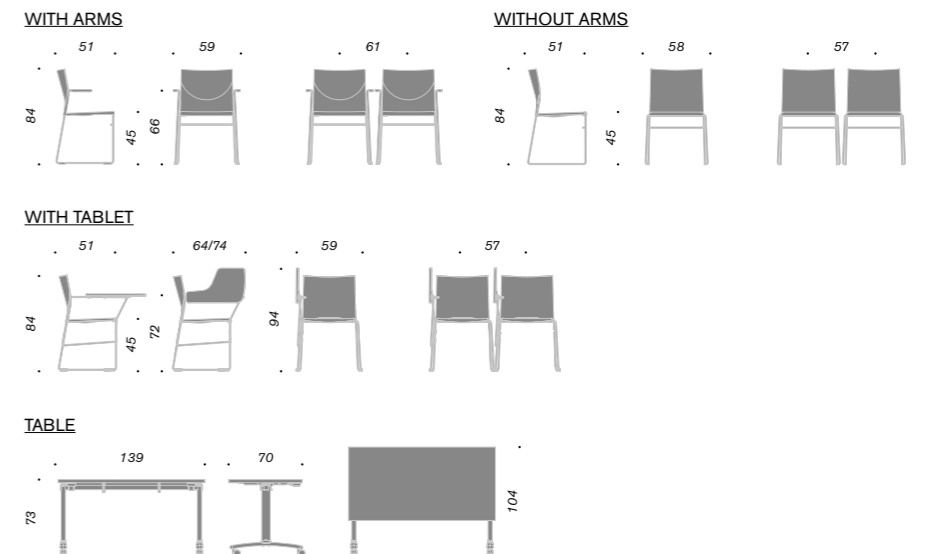 WITH ARMS
51 59 61
84 45 66
WITHOUT ARMS
51 58 57
84 45
WITH TABLET
51 64/74 59 57
84 45 72 94
TABLE
139 70
73 104